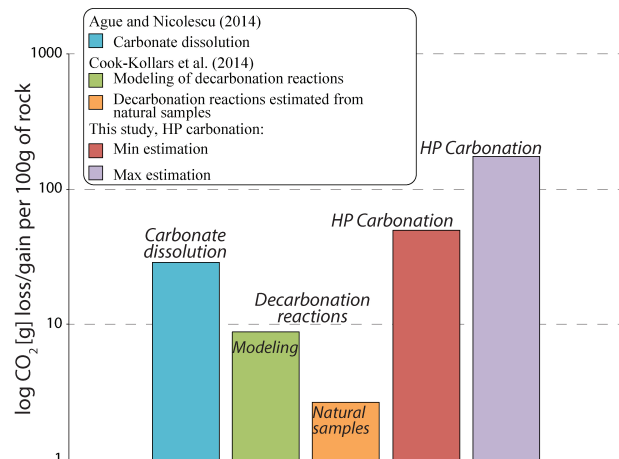 Ague and Nicolescu (2014)
Carbonate dissolution
Cook-Kollars et al. (2014)
Modeling of decarbonation reactions
Decarbonation reactions estimated from
natural samples
This study, HP carbonation:
Min estimation
Max estimation
log CO2 [g] loss/gain per 100g of rock
1000
100
10
1
Carbonate
dissolution
Decarbonation
reactions
Modeling
Natural
samples
HP Carbonation
HP Carbonation